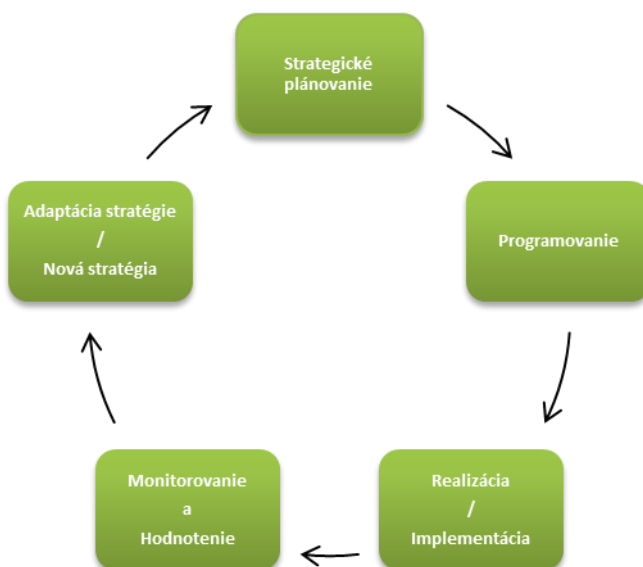 Strategické
plánovanie
Programovanie
Realizácia
/
Implementácia
Monitorovanie
a
Hodnotenie
Adaptácia stratégie
/
Nová stratégia